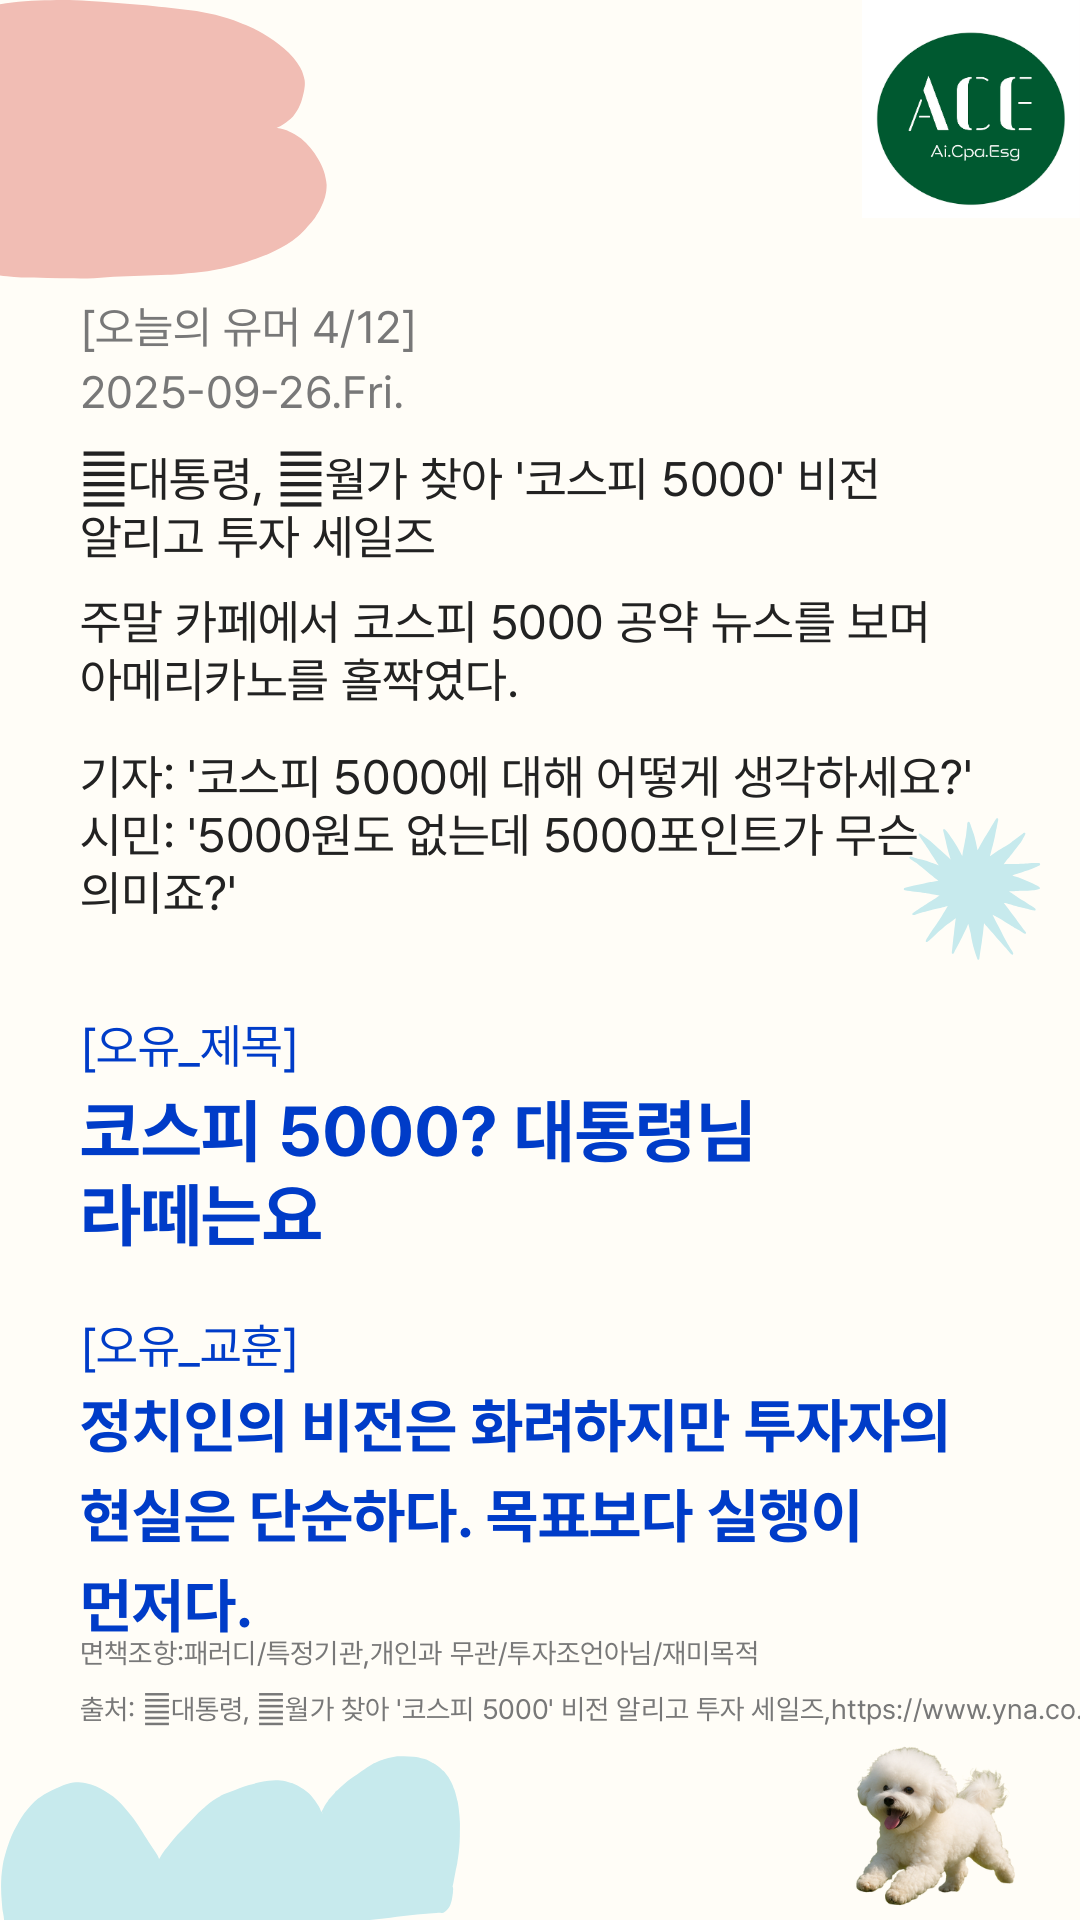 ACE
Ai.Cpa.Esg
[오늘의 유머 4/12]
2025-09-26.Fri.
대통령, 월가 찾아 '코스피 5000' 비전
알리고 투자 세일즈
주말 카페에서 코스피 5000 공약 뉴스를 보며
아메리카노를 홀짝였다.
기자: '코스피 5000에 대해 어떻게 생각하세요?'
시민: '5000원도 없는데 5000포인트가 무슨
의미죠?'
[오유_제목]
코스피 5000? 대통령님
라떼는요
[오유_교훈]
정치인의 비전은 화려하지만 투자자의
현실은 단순하다. 목표보다 실행이
먼저다.
면책조항:패러디/특정기관,개인과 무관/투자조언아님/재미목적
출처: 대통령, 월가 찾아 '코스피 5000' 비전 알리고 투자 세일즈,https://www.yna.co.